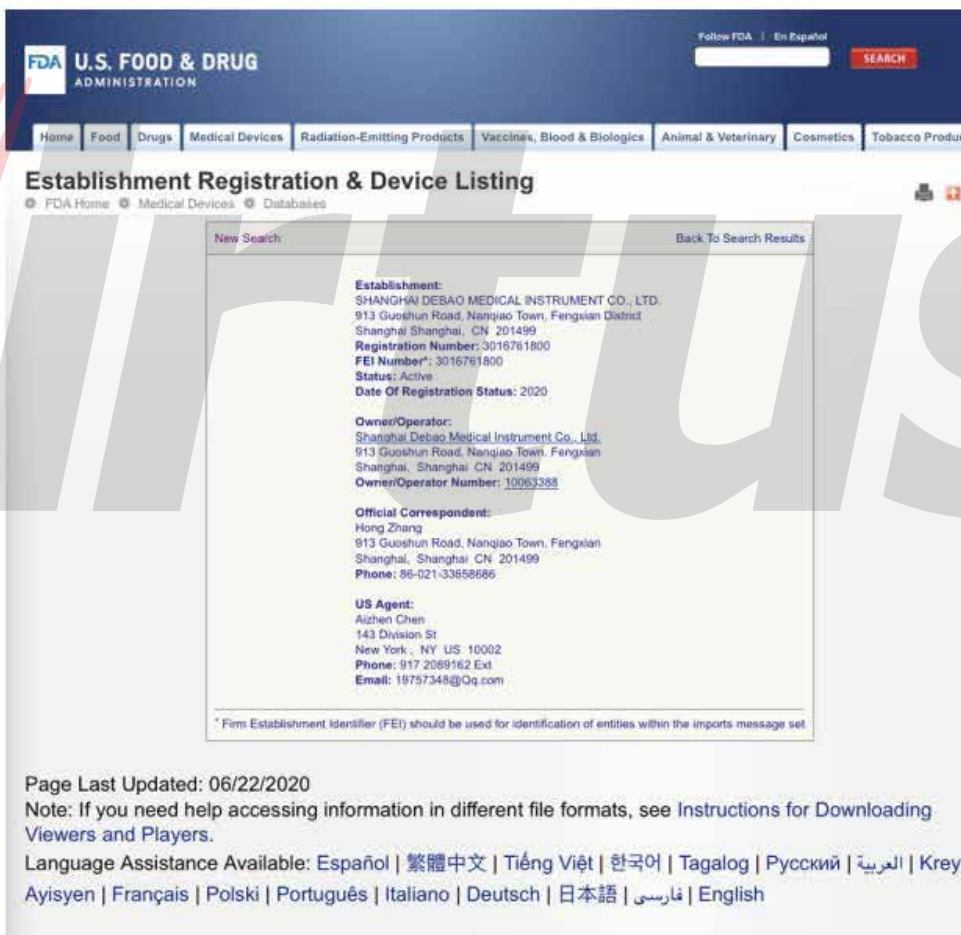 Follow FDA | En Español
FDA U.S. FOOD & DRUG
ADMINISTRATION
SEARCH
Home Food Drugs Medical Devices Radiation-Emitting Products Vaccines, Blood & Biologics Animal & Veterinary Cosmetics Tobacco Produ
Establishment Registration & Device Listing
FDA Home Medical Devices Databases
New Search Back To Search Results
Establishment:
SHANGHAI DEBAO MEDICAL INSTRUMENT CO., LTD.
913 Guoshun Road, Nanqiao Town, Fengxian District
Shanghai Shanghai, CN 201499
Registration Number: 3016761800
FEI Number*: 3016761800
Status: Active
Date Of Registration Status: 2020
Owner/Operator:
Shanghai Debao Medical Instrument Co., Ltd.
913 Guoshun Road, Nanqiao Town, Fengxian
Shanghai, Shanghai CN 201499
Owner/Operator Number: 10063388
Official Correspondent:
Hong Zhang
913 Guoshun Road, Nanqiao Town, Fengxian
Shanghai, Shanghai CN 201499
Phone: 86-021-33658686
US Agent:
Aizhen Chen
143 Division St
New York , NY US 10002
Phone: 917 2089162 Ext
Email: 19757348@Qq.com
* Firm Establishment Identifier (FEI) should be used for identification of entities within the imports message set
Page Last Updated: 06/22/2020
Note: If you need help accessing information in different file formats, see Instructions for Downloading
Viewers and Players.
Language Assistance Available: Español | 繁體中文 | Tiếng Việt | 한국어 | Tagalog | Русский | العربية | Krey
Ayisyen | Français | Polski | Português | Italiano | Deutsch | 日本語 | فارسی | English
irtus